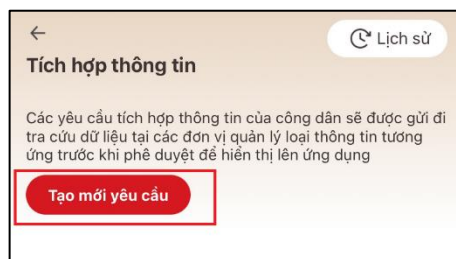 Lịch sử
Tích hợp thông tin
Các yêu cầu tích hợp thông tin của công dân sẽ được gửi đi
tra cứu dữ liệu tại các đơn vị quản lý loại thông tin tương
ứng trước khi phê duyệt để hiển thị lên ứng dụng
Tạo mới yêu cầu